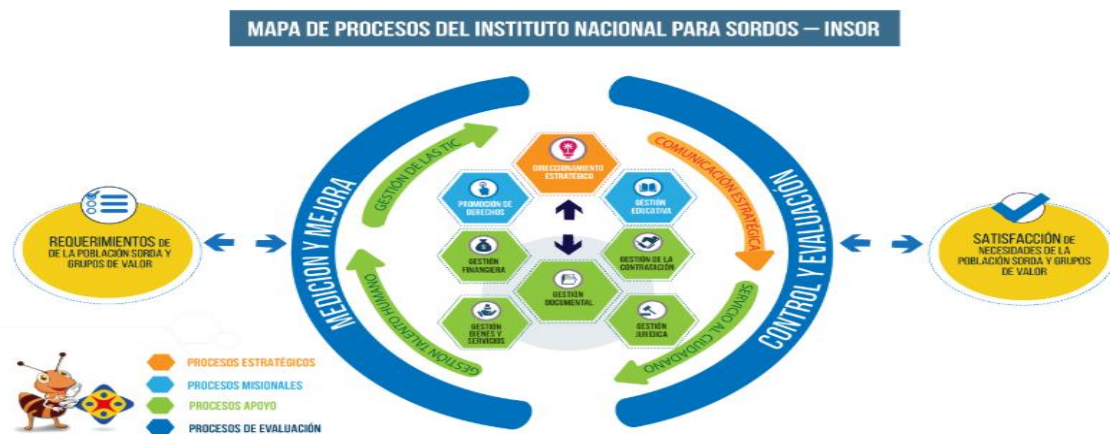 MAPA DE PROCESOS DEL INSTITUTO NACIONAL PARA SORDOS – INSOR
REQUERIMIENTOS DE
DE LA POBLACIÓN SORDA Y
GRUPOS DE VALOR
MEDICION Y MEJORA
GESTIÓN DE LAS TIC
GESTIÓN TALENTO HUMANO
DIRECCIONAMIENTO
ESTRATÉGICO
PROMOCIÓN DE
DERECHOS
GESTIÓN
EDUCATIVA
GESTIÓN
FINANCIERA
GESTIÓN DE LA
CONTRATACIÓN
GESTIÓN
DOCUMENTAL
GESTIÓN
BIENES Y
SERVICIOS
GESTIÓN
JURÍDICA
COMUNICACIÓN ESTRATÉGICA
SERVICIO AL CIUDADANO
CONTROL Y EVALUACIÓN
SATISFACCIÓN DE
NECESIDADES DE LA
POBLACIÓN SORDA Y GRUPOS
DE VALOR
PROCESOS ESTRATÉGICOS
PROCESOS MISIONALES
PROCESOS APOYO
PROCESOS DE EVALUACIÓN